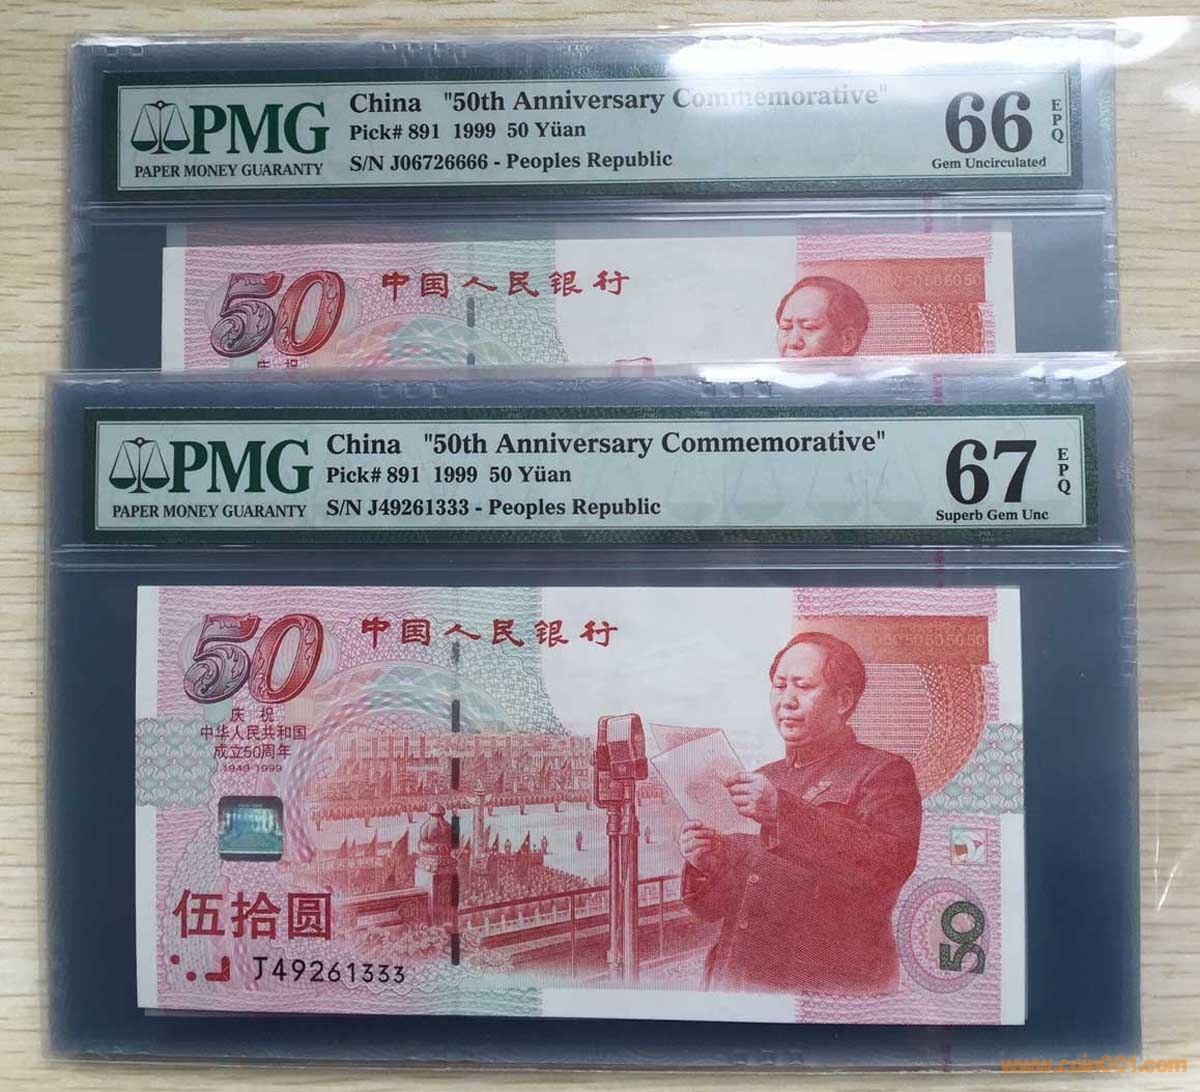 PMG
PAPER MONEY GUARANTY
China "50th Anniversary Commemorative"
Pick# 891 1999 50 Yüan
S/N J06726666 - Peoples Republic
66
EPQ
Gem Uncirculated
50
中国人民银行
庆祝
PMG
PAPER MONEY GUARANTY
China "50th Anniversary Commemorative"
Pick# 891 1999 50 Yüan
S/N J49261333 - Peoples Republic
67
EPQ
Superb Gem Unc
50
中国人民银行
庆祝
中华人民共和国
成立50周年
1949-1999
伍拾圆
J49261333
50
www.coin001.com